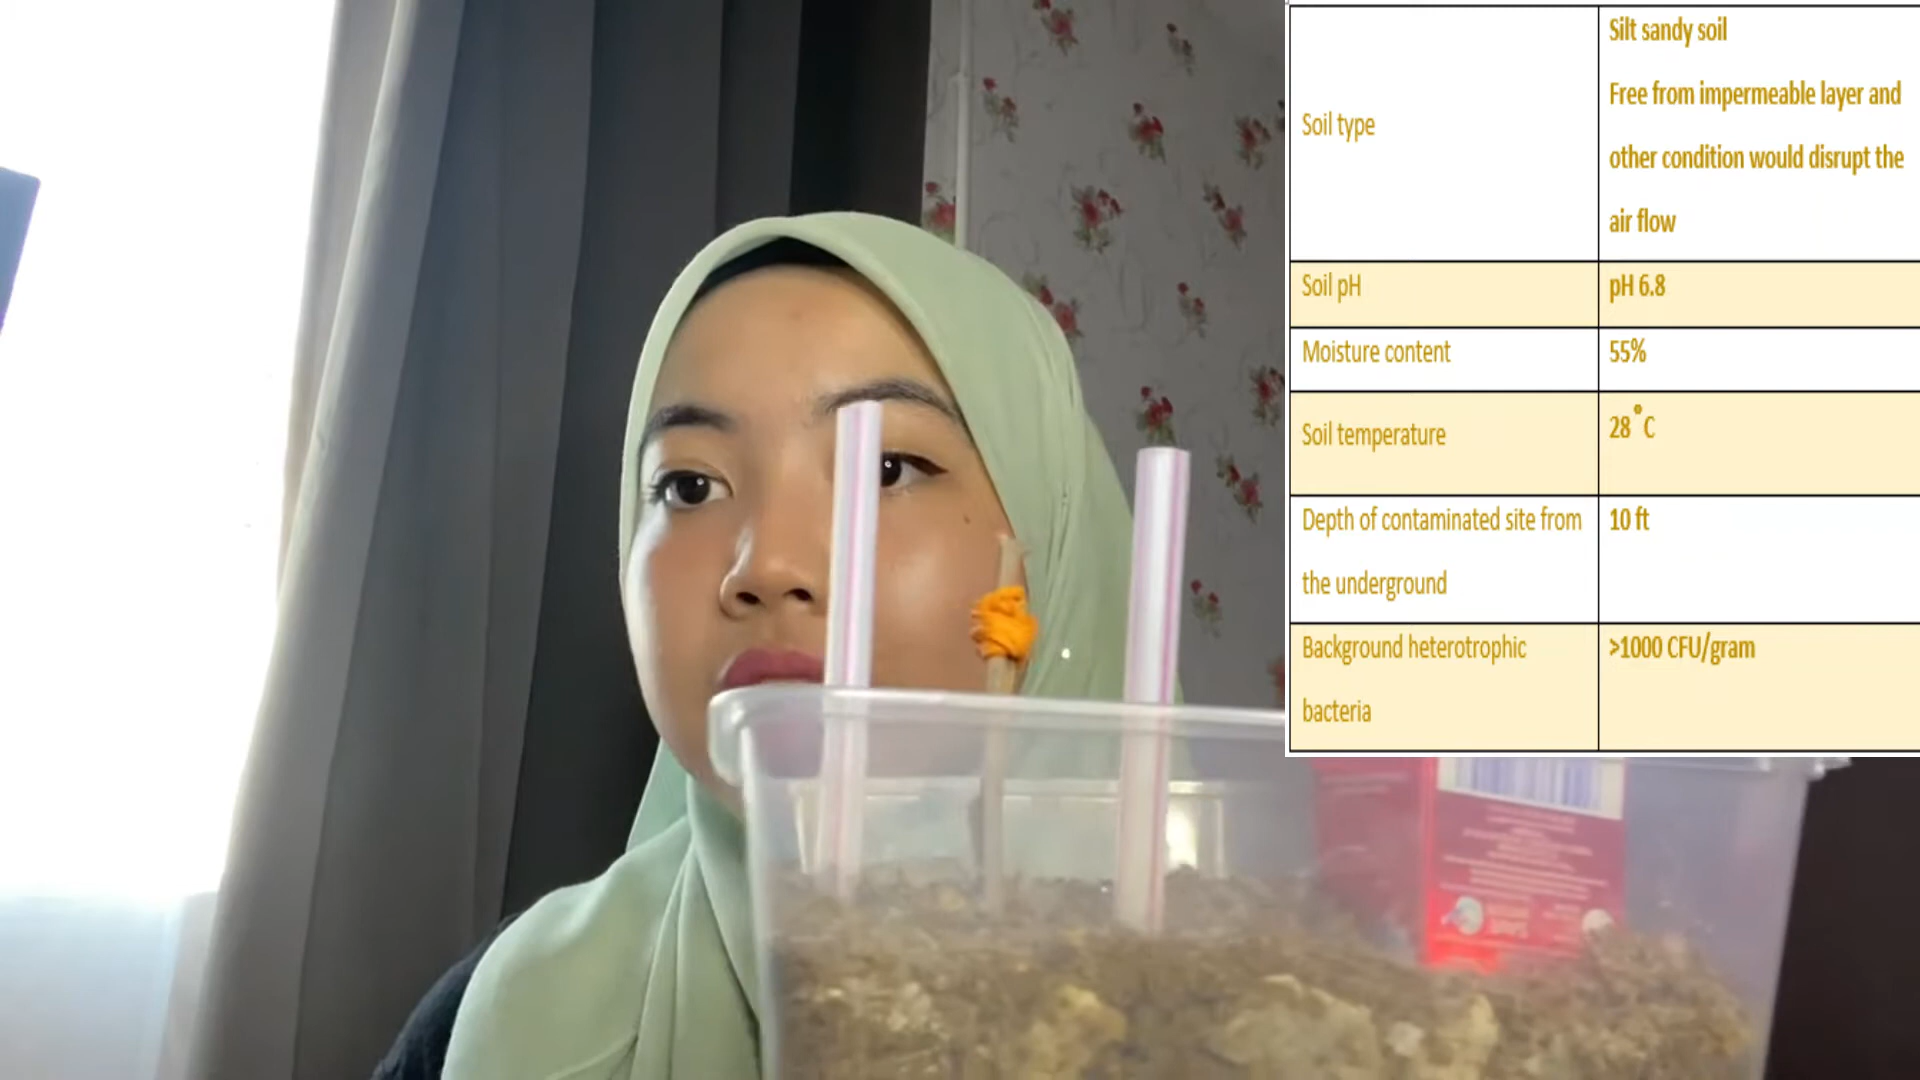 Soil type
Silt sandy soil
Free from impermeable layer and
other condition would disrupt the
air flow
Soil pH
pH 6.8
Moisture content
55%
Soil temperature
28°C
Depth of contaminated site from
the underground
10 ft
Background heterotrophic
bacteria
>1000 CFU/gram